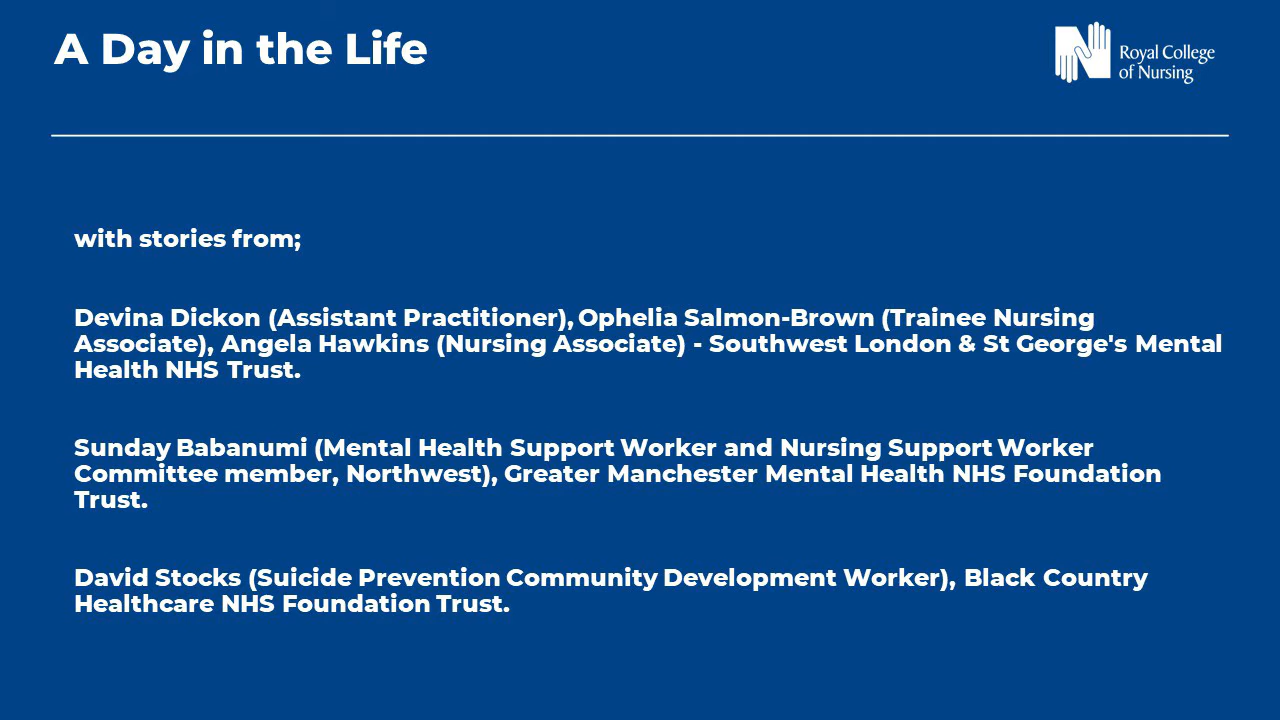 A Day in the Life
Royal College
of Nursing
with stories from;
Devina Dickon (Assistant Practitioner), Ophelia Salmon-Brown (Trainee Nursing
Associate), Angela Hawkins (Nursing Associate) - Southwest London & St George's Mental
Health NHS Trust.
Sunday Babanumi (Mental Health Support Worker and Nursing Support Worker
Committee member, Northwest), Greater Manchester Mental Health NHS Foundation
Trust.
David Stocks (Suicide Prevention Community Development Worker), Black Country
Healthcare NHS Foundation Trust.